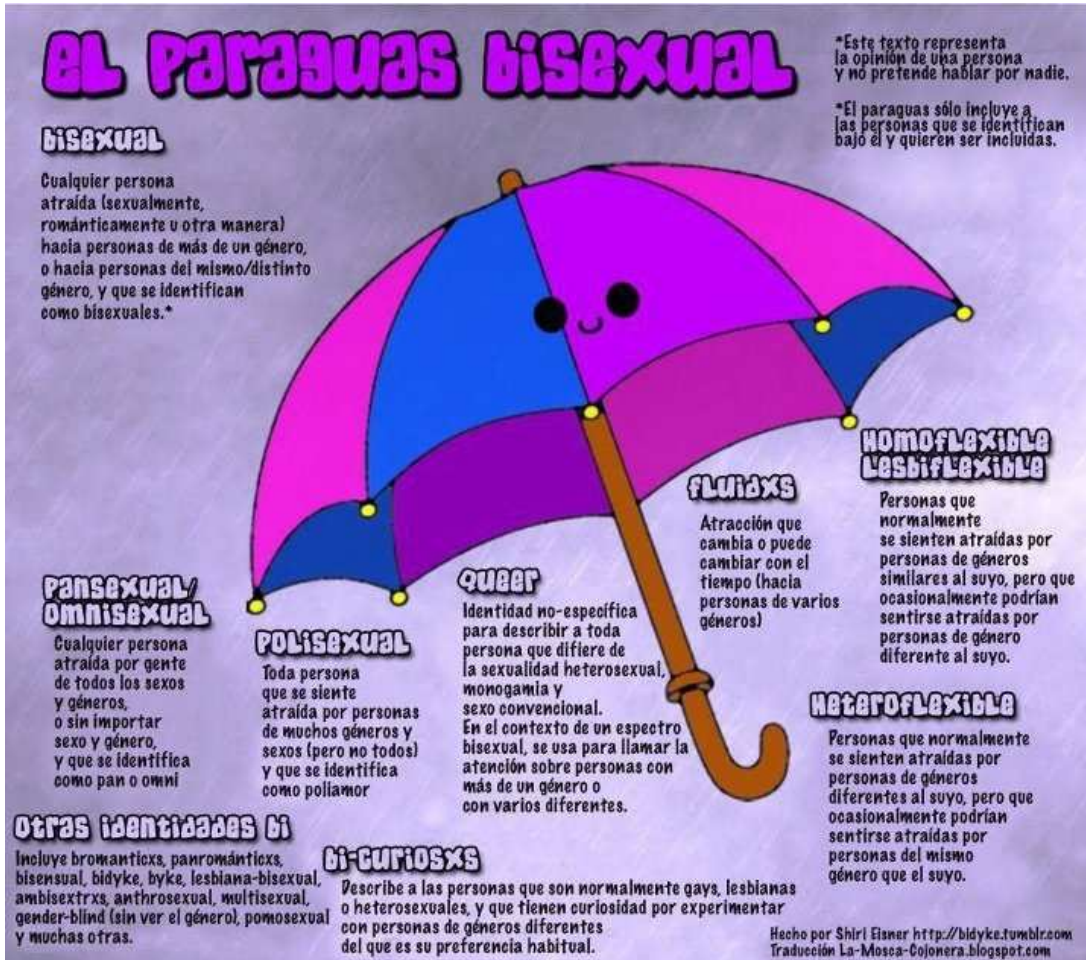 el paraguas bisexual
*Este texto representa
la opinión de una persona
y no pretende hablar por nadie.
*El paraguas sólo incluye a
las personas que se identifican
bajo él y quieren ser incluidas.
bisexual
Cualquier persona
atraída (sexualmente,
románticamente u otra manera)
hacia personas de más de un género,
o hacia personas del mismo/distinto
género, y que se identifican
como bisexuales.*
Homoflexible
Lesbiflexible
Personas que
normalmente
se sienten atraídas por
personas de géneros
similares al suyo, pero que
ocasionalmente podrían
sentirse atraídas por
personas de género
diferente al suyo.
fluidxs
Atracción que
cambia o puede
cambiar con el
tiempo (hacia
personas de varios
géneros)
Queer
Identidad no-específica
para describir a toda
persona que difiere de
la sexualidad heterosexual,
monogamia y
sexo convencional.
En el contexto de un espectro
bisexual, se usa para llamar la
atención sobre personas con
más de un género o
con varios diferentes.
Pansexual/
Omnisexual
Cualquier persona
atraída por gente
de todos los sexos
y géneros,
o sin importar
sexo y género,
y que se identifica
como pan o omni
Polisexual
Toda persona
que se siente
atraída por personas
de muchos géneros y
sexos (pero no todos)
y que se identifica
como poliamor
Heteroflexible
Personas que normalmente
se sienten atraídas por
personas de géneros
diferentes al suyo, pero que
ocasionalmente podrían
sentirse atraídas por
personas del mismo
género que el suyo.
Otras identidades bi
Incluye bromanticxs, panrománticxs,
bisensual, bidyke, byke, lesbiana-bisexual,
ambisextrxs, anthrosexual, multisexual,
gender-blind (sin ver el género), pomosexual
y muchas otras.
bi-curiosxs
Describe a las personas que son normalmente gays, lesbianas
o heterosexuales, y que tienen curiosidad por experimentar
con personas de géneros diferentes
del que es su preferencia habitual.
Hecho por Shiri Eisner http://bidyke.tumblr.com
Traducción La-Mosca-Cojonera.blogspot.com